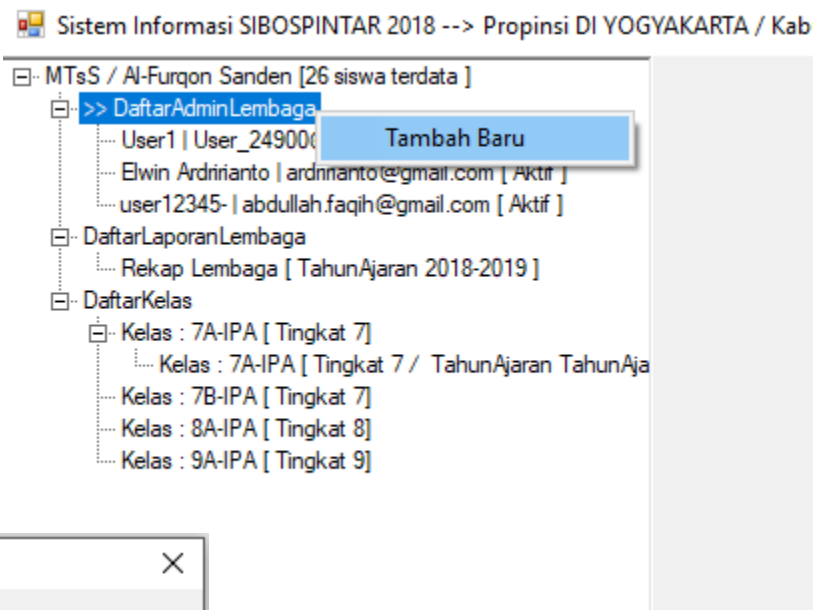 Sistem Informasi SIBOSPINTAR 2018 --> Propinsi DI YOGYAKARTA / Kab
MTsS / Al-Furqon Sanden [26 siswa terdata ]
>> DaftarAdminLembaga
Tambah Baru
User1 | User_24900
Elwin Ardririanto | ardririanto@gmail.com [ Aktif ]
user12345- | abdullah.faqih@gmail.com [ Aktif ]
DaftarLaporanLembaga
Rekap Lembaga [ TahunAjaran 2018-2019 ]
DaftarKelas
Kelas : 7A-IPA [ Tingkat 7]
Kelas : 7A-IPA [ Tingkat 7 / TahunAjaran TahunAja
Kelas : 7B-IPA [ Tingkat 7]
Kelas : 8A-IPA [ Tingkat 8]
Kelas : 9A-IPA [ Tingkat 9]